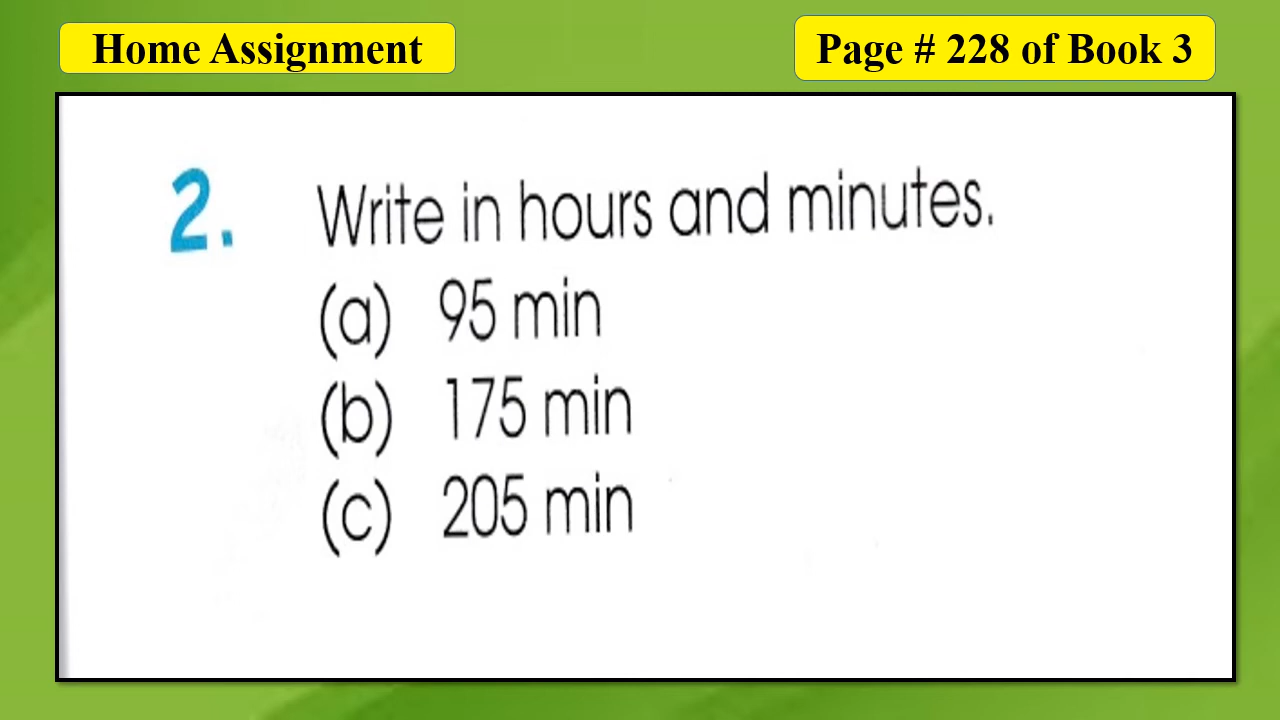 Home Assignment
Page # 228 of Book 3
2. Write in hours and minutes.
(a) 95 min
(b) 175 min
(c) 205 min